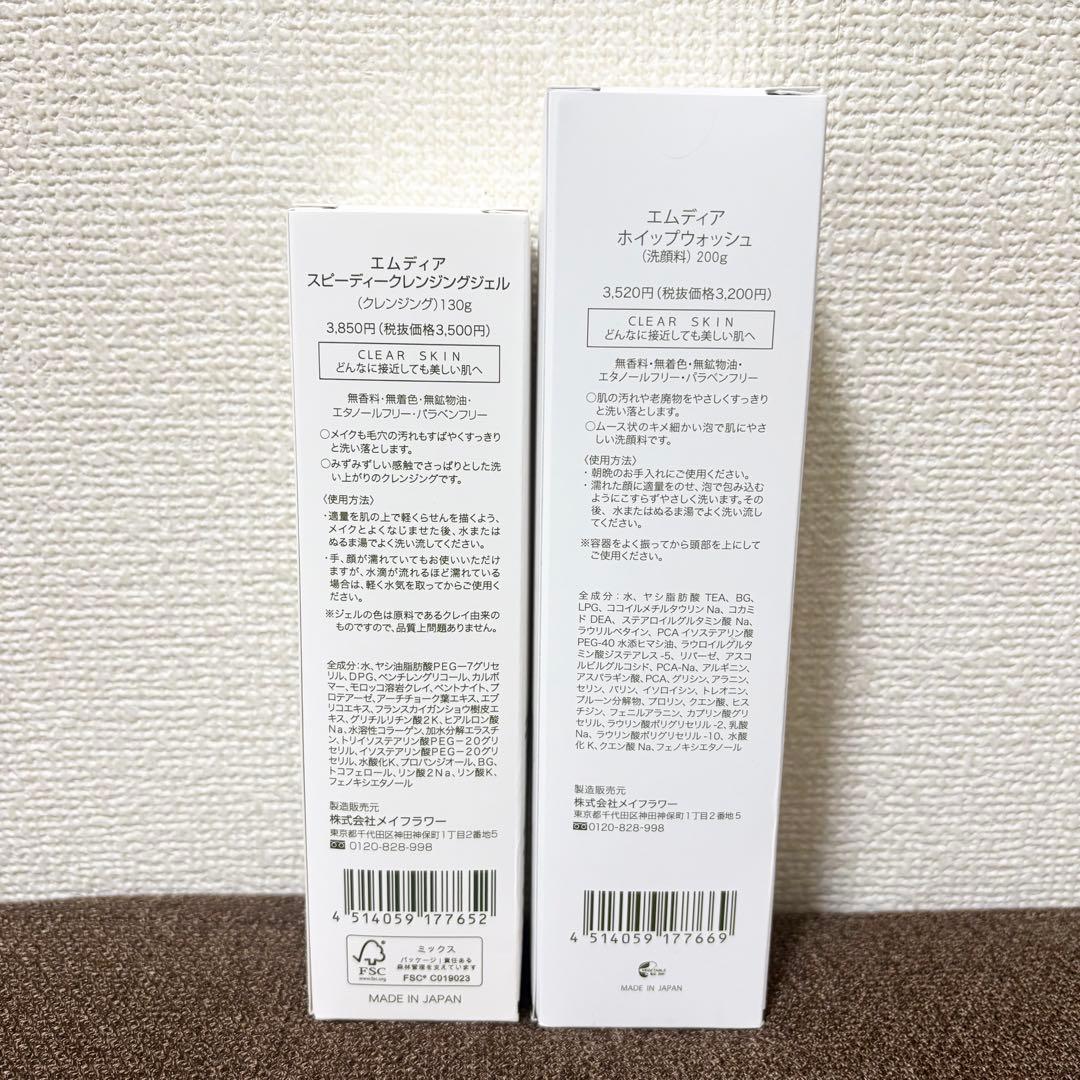 エムディア
スピーディークレンジングジェル
（クレンジング）130g
3,850円（税抜価格3,500円）
CLEAR SKIN
どんなに接近しても美しい肌へ
無香料・無着色・無鉱物油・
エタノールフリー・パラベンフリー
○メイクも毛穴の汚れもすばやくすっきり
と洗い落とします。
○みずみずしい感触でさっぱりとした洗
い上がりのクレンジングです。
〈使用方法〉
・適量を肌の上で軽くらせんを描くよう、
メイクとよくなじませた後、水または
ぬるま湯でよく洗い流してください。
・手、顔が濡れていてもお使いいただけ
ますが、水滴が流れるほど濡れている
場合は、軽く水気を取ってからご使用くだ
さい。
※ジェルの色は原料であるクレイ由来の
ものですので、品質上問題ありません。
全成分：水、ヤシ油脂肪酸PEG－7グリセ
リル、DPG、ペンチレングリコール、カルボ
マー、モロッコ溶岩クレイ、ベントナイト、プ
ロテアーゼ、アーチチョーク葉エキス、エブ
リコエキス、フランスカイガンショウ樹皮エ
キス、グリチルリチン酸2K、ヒアルロン酸
Na、水溶性コラーゲン、加水分解エラスチ
ン、トリイソステアリン酸PEG－20グリ
セリル、イソステアリン酸PEG－20グリ
セリル、水酸化K、プロパンジオール、BG、
トコフェロール、リン酸2Na、リン酸K、
フェノキシエタノール
製造販売元
株式会社メイフラワー
東京都千代田区神田神保町1丁目2番地5
0120-828-998
4 514059 177652
FSC
www.fsc.org
ミックス
パッケージ｜責任ある
森林管理を支えています
FSC® C019023
MADE IN JAPAN
エムディア
ホイップウォッシュ
（洗顔料）200g
3,520円（税抜価格3,200円）
CLEAR SKIN
どんなに接近しても美しい肌へ
無香料・無着色・無鉱物油・
エタノールフリー・パラベンフリー
○肌の汚れや老廃物をやさしくすっきり
と洗い落とします。
○ムース状のキメ細かい泡で肌にやさ
しい洗顔料です。
〈使用方法〉
・朝晩のお手入れにご使用ください。
・濡れた顔に適量をのせ、泡で包み込む
ようにこすらずやさしく洗います。その
後、水またはぬるま湯でよく洗い流し
てください。
※容器をよく振ってから頭部を上にして
ご使用ください。
全成分：水、ヤシ脂肪酸 TEA、BG、
LPG、ココイルメチルタウリン Na、コカミ
ド DEA、ステアロイルグルタミン酸 Na、
ラウリルベタイン、PCA イソステアリン酸
PEG-40 水添ヒマシ油、ラウロイルグルタ
ミン酸ジステアレス -5、リパーゼ、アスコ
ルビルグルコシド、PCA-Na、アルギニン、
アスパラギン酸、PCA、グリシン、アラニン、
セリン、バリン、イソロイシン、トレオニン、
プルーン分解物、プロリン、クエン酸、ヒス
チジン、フェニルアラニン、カプリン酸グリ
セリル、ラウリン酸ポリグリセリル -2、乳酸
Na、ラウリン酸ポリグリセリル -10、水酸
化 K、クエン酸 Na、フェノキシエタノール
製造販売元
株式会社メイフラワー
東京都千代田区神田神保町1丁目2番地5
0120-828-998
4 514059 177669
VEGETABLE
MADE IN JAPAN